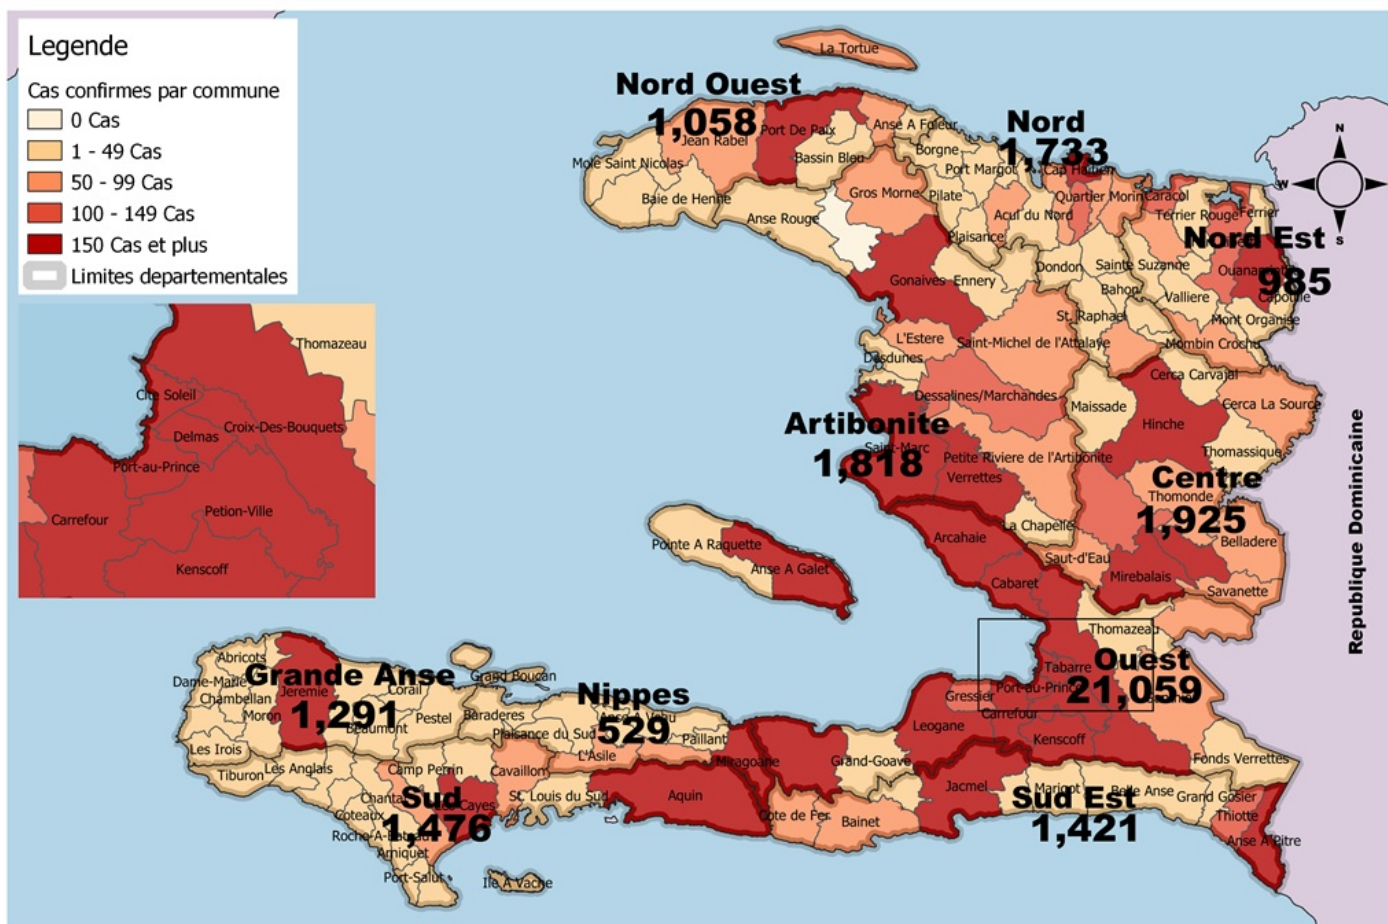 Legende
Cas confirmes par commune
0 Cas
1 - 49 Cas
50 - 99 Cas
100 - 149 Cas
150 Cas et plus
Limites departementales
Thomazeau
Cite Soleil
Croix-Des-Bouquets
Delmas
Port-au-Prince
Petion-Ville
Carrefour
Kenscoff
La Tortue
Nord Ouest
1,058
Port De Paix
Jean Rabel
Anse A Foleur
Mole Saint Nicolas
Bassin Bleu
Baie de Henne
Anse Rouge
Gros Morne
Nord
1,733
Borgne
Port Margot
Cap Haitien
Pilate
Quartier Morin
Caracol
Acul du Nord
Terrier Rouge
Ferrier
Plaisance
N
W
S
Nord Est
985
Capotille
Gonaives
Ennery
Dondon
Sainte Suzanne
Bahon
Valliere
St. Raphael
Mont Organise
L'Estere
Saint-Michel de l'Attalaye
Mombin Crochu
Desdunes
Cerca Carvajal
Dessalines/Marchandes
Maissade
Cerca La Source
Hinche
Artibonite
1,818
Saint-Marc
Petite Riviere de l'Artibonite
Verrettes
Thomassique
Centre
1,925
Thomonde
La Chapelle
Belladere
Arcahaie
Saut-d'Eau
Cabaret
Mirebalais
Savanette
Pointe A Raquette
Anse A Galet
Republique Dominicaine
Thomazeau
Ouest
21,059
Tabarre
Gressier
Port-au-Prince
Carrefour
Leogane
Kenscoff
Fonds Verrettes
Grand-Goave
Abricots
Dame-Marie
Grande Anse
1,291
Chambellan
Jeremie
Corail
Moron
Beaumont
Pestel
Les Irois
Grand Boucan
Nippes
529
Baraderes
Plaisance du Sud
Paillant
L'Asile
Miragoane
Tiburon
Les Anglais
Camp Perrin
Cavaillon
Sud
1,476
St. Louis du Sud
Aquin
Coteaux
Arniquet
Port-Salut
Ile A Vache
Cote de Fer
Bainet
Jacmel
Sud Est
1,421
Marigot
Belle Anse
Grand Gosier
Thiotte
Anse A Pitre